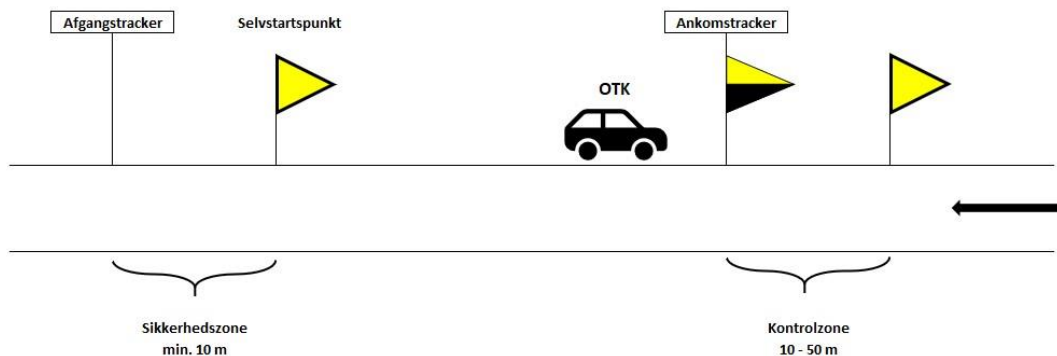 Afgangstracker
Selvstartspunkt
OTK
Ankomstracker
Sikkerhedszone
min. 10 m
Kontrolzone
10 - 50 m